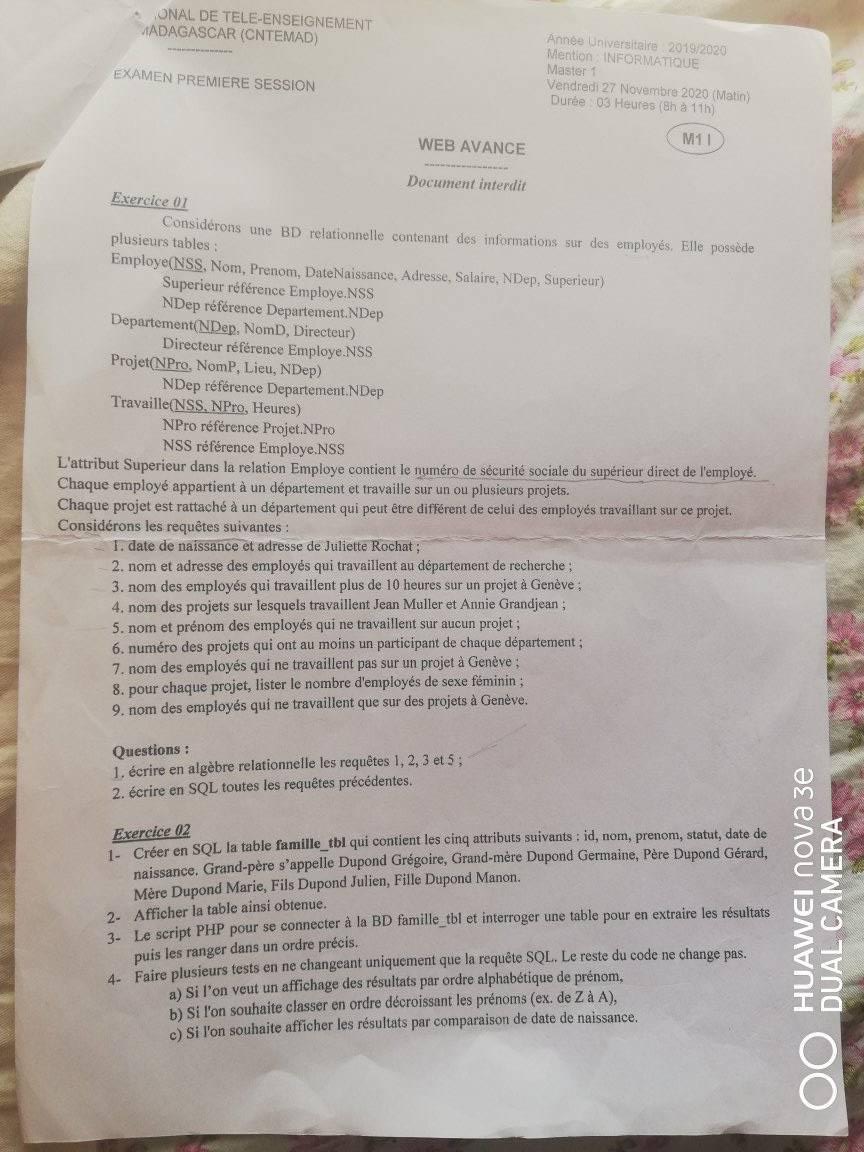 IONAL DE TELE-ENSEIGNEMENT
MADAGASCAR (CNTEMAD)
---------------
EXAMEN PREMIERE SESSION
Année Universitaire : 2019/2020
Mention : INFORMATIQUE
Master 1
Vendredi 27 Novembre 2020 (Matin)
Durée : 03 Heures (8h à 11h)
M1 I
WEB AVANCE
-----------------
Document interdit
Exercice 01
Considérons une BD relationnelle contenant des informations sur des employés. Elle possède
plusieurs tables :
Employe(NSS, Nom, Prenom, DateNaissance, Adresse, Salaire, NDep, Superieur)
Superieur référence Employe.NSS
NDep référence Departement.NDep
Departement(NDep, NomD, Directeur)
Directeur référence Employe.NSS
Projet(NPro, NomP, Lieu, NDep)
NDep référence Departement.NDep
Travaille(NSS, NPro, Heures)
NPro référence Projet.NPro
NSS référence Employe.NSS
L'attribut Superieur dans la relation Employe contient le numéro de sécurité sociale du supérieur direct de l'employé.
Chaque employé appartient à un département et travaille sur un ou plusieurs projets.
Chaque projet est rattaché à un département qui peut être différent de celui des employés travaillant sur ce projet.
Considérons les requêtes suivantes :
1. date de naissance et adresse de Juliette Rochat ;
2. nom et adresse des employés qui travaillent au département de recherche ;
3. nom des employés qui travaillent plus de 10 heures sur un projet à Genève ;
4. nom des projets sur lesquels travaillent Jean Muller et Annie Grandjean ;
5. nom et prénom des employés qui ne travaillent sur aucun projet ;
6. numéro des projets qui ont au moins un participant de chaque département ;
7. nom des employés qui ne travaillent pas sur un projet à Genève ;
8. pour chaque projet, lister le nombre d'employés de sexe féminin ;
9. nom des employés qui ne travaillent que sur des projets à Genève.
Questions :
1. écrire en algèbre relationnelle les requêtes 1, 2, 3 et 5 ;
2. écrire en SQL toutes les requêtes précédentes.
Exercice 02
1- Créer en SQL la table famille_tbl qui contient les cinq attributs suivants : id, nom, prenom, statut, date de
naissance. Grand-père s'appelle Dupond Grégoire, Grand-mère Dupond Germaine, Père Dupond Gérard,
Mère Dupond Marie, Fils Dupond Julien, Fille Dupond Manon.
2- Afficher la table ainsi obtenue.
3- Le script PHP pour se connecter à la BD famille_tbl et interroger une table pour en extraire les résultats
puis les ranger dans un ordre précis.
4- Faire plusieurs tests en ne changeant uniquement que la requête SQL. Le reste du code ne change pas.
a) Si l'on veut un affichage des résultats par ordre alphabétique de prénom,
b) Si l'on souhaite classer en ordre décroissant les prénoms (ex. de Z à A),
c) Si l'on souhaite afficher les résultats par comparaison de date de naissance.
HUAWEI nova 3e
DUAL CAMERA